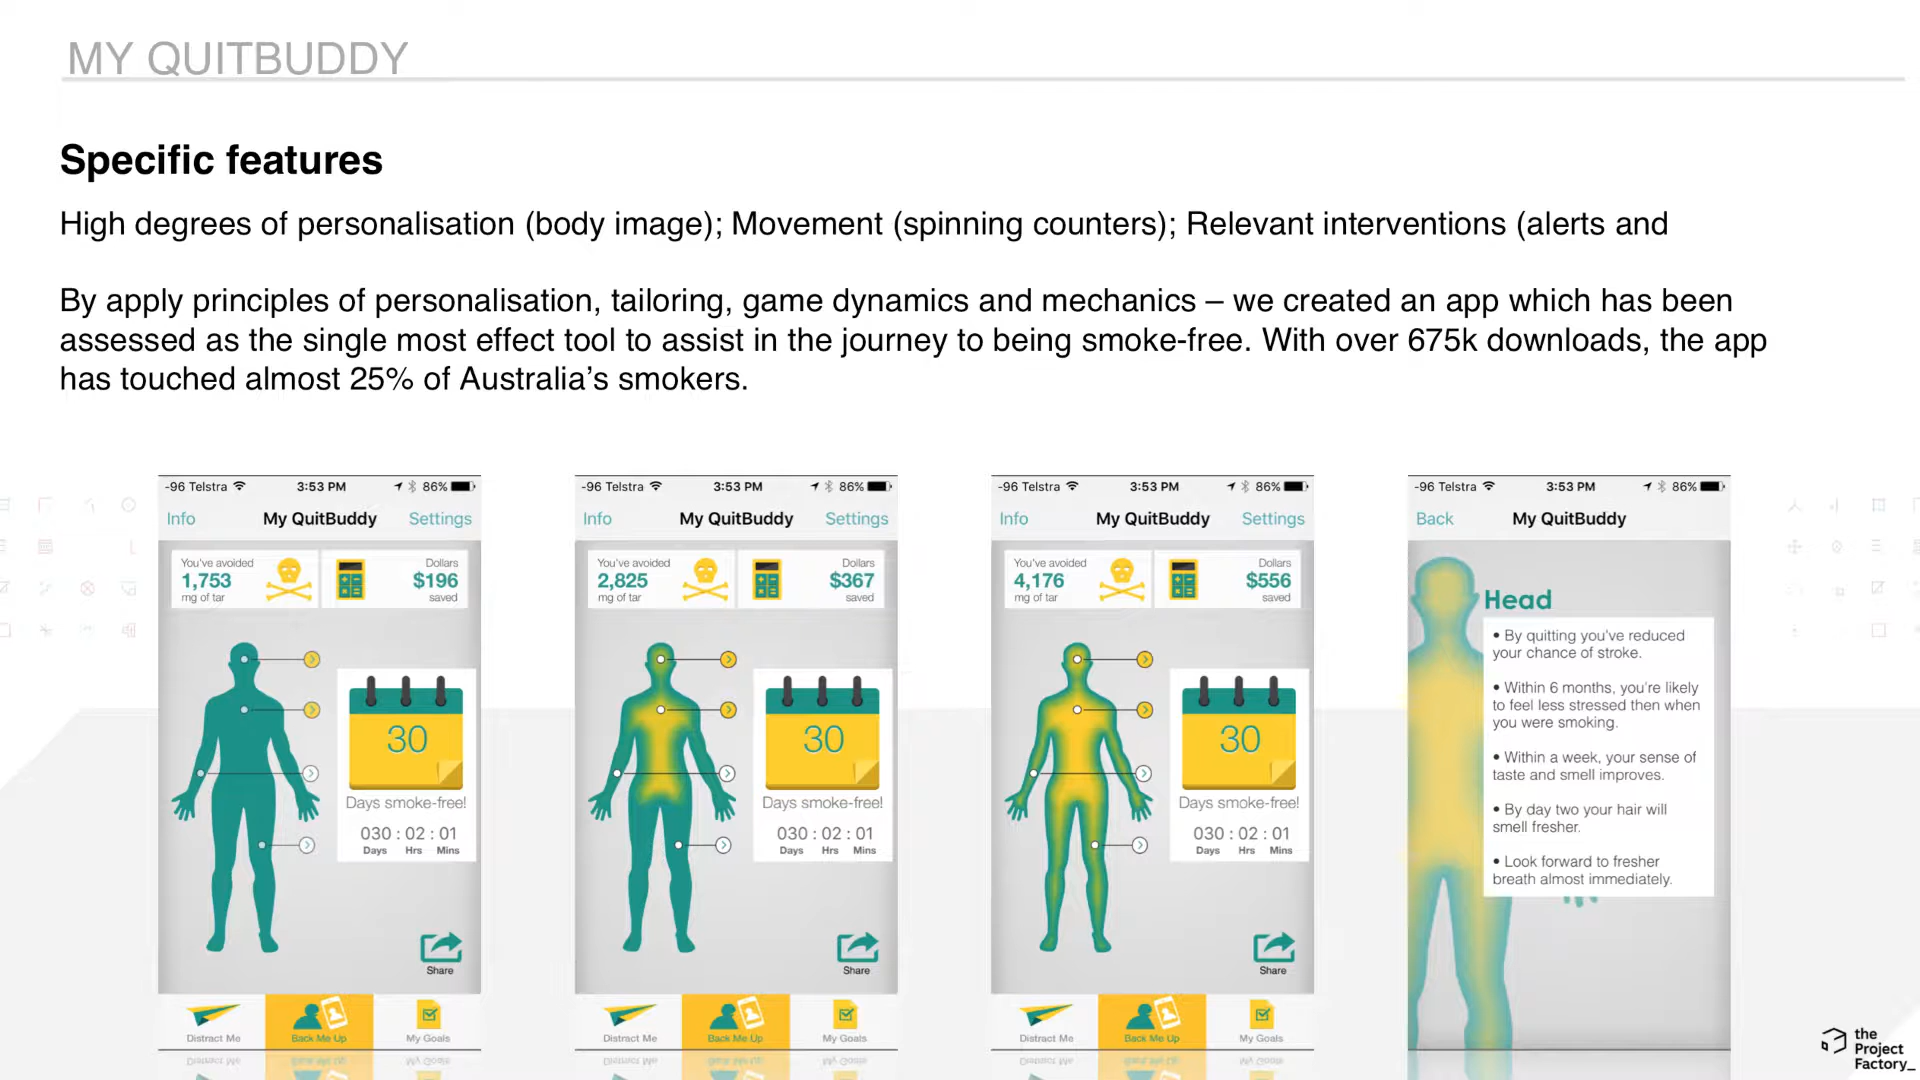 MY QUITBUDDY
Specific features
High degrees of personalisation (body image); Movement (spinning counters); Relevant interventions (alerts and
By apply principles of personalisation, tailoring, game dynamics and mechanics – we created an app which has been
assessed as the single most effect tool to assist in the journey to being smoke-free. With over 675k downloads, the app
has touched almost 25% of Australia's smokers.
-96 Telstra 3:53 PM 86%
Info My QuitBuddy Settings
You've avoided
1,753
mg of tar
Dollars
$196
saved
30
Days smoke-free!
030 : 02 : 01
Days Hrs Mins
Share
Distract Me Back Me Up My Goals
-96 Telstra 3:53 PM 86%
Info My QuitBuddy Settings
You've avoided
2,825
mg of tar
Dollars
$367
saved
30
Days smoke-free!
030 : 02 : 01
Days Hrs Mins
Share
Distract Me Back Me Up My Goals
-96 Telstra 3:53 PM 86%
Info My QuitBuddy Settings
You've avoided
4,176
mg of tar
Dollars
$556
saved
30
Days smoke-free!
030 : 02 : 01
Days Hrs Mins
Share
Distract Me Back Me Up My Goals
-96 Telstra 3:53 PM 86%
Back My QuitBuddy
Head
• By quitting you've reduced
your chance of stroke.
• Within 6 months, you're likely
to feel less stressed then when
you were smoking.
• Within a week, your sense of
taste and smell improves.
• By day two your hair will
smell fresher.
• Look forward to fresher
breath almost immediately.
the
Project
Factory_